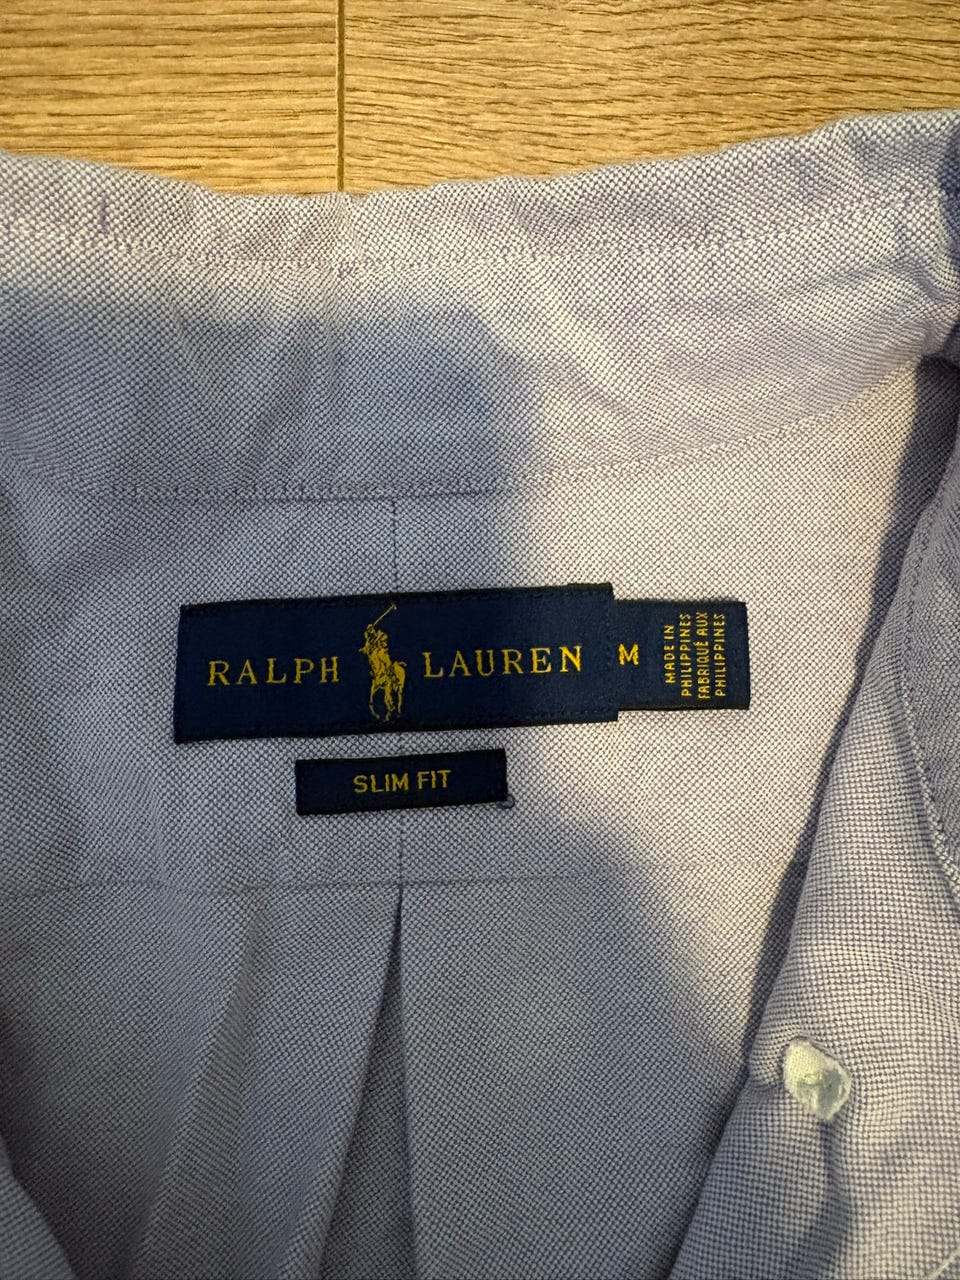 RALPH LAUREN
M
MADE IN
PHILIPPINES
FABRIQUÉ AUX
PHILIPPINES
SLIM FIT